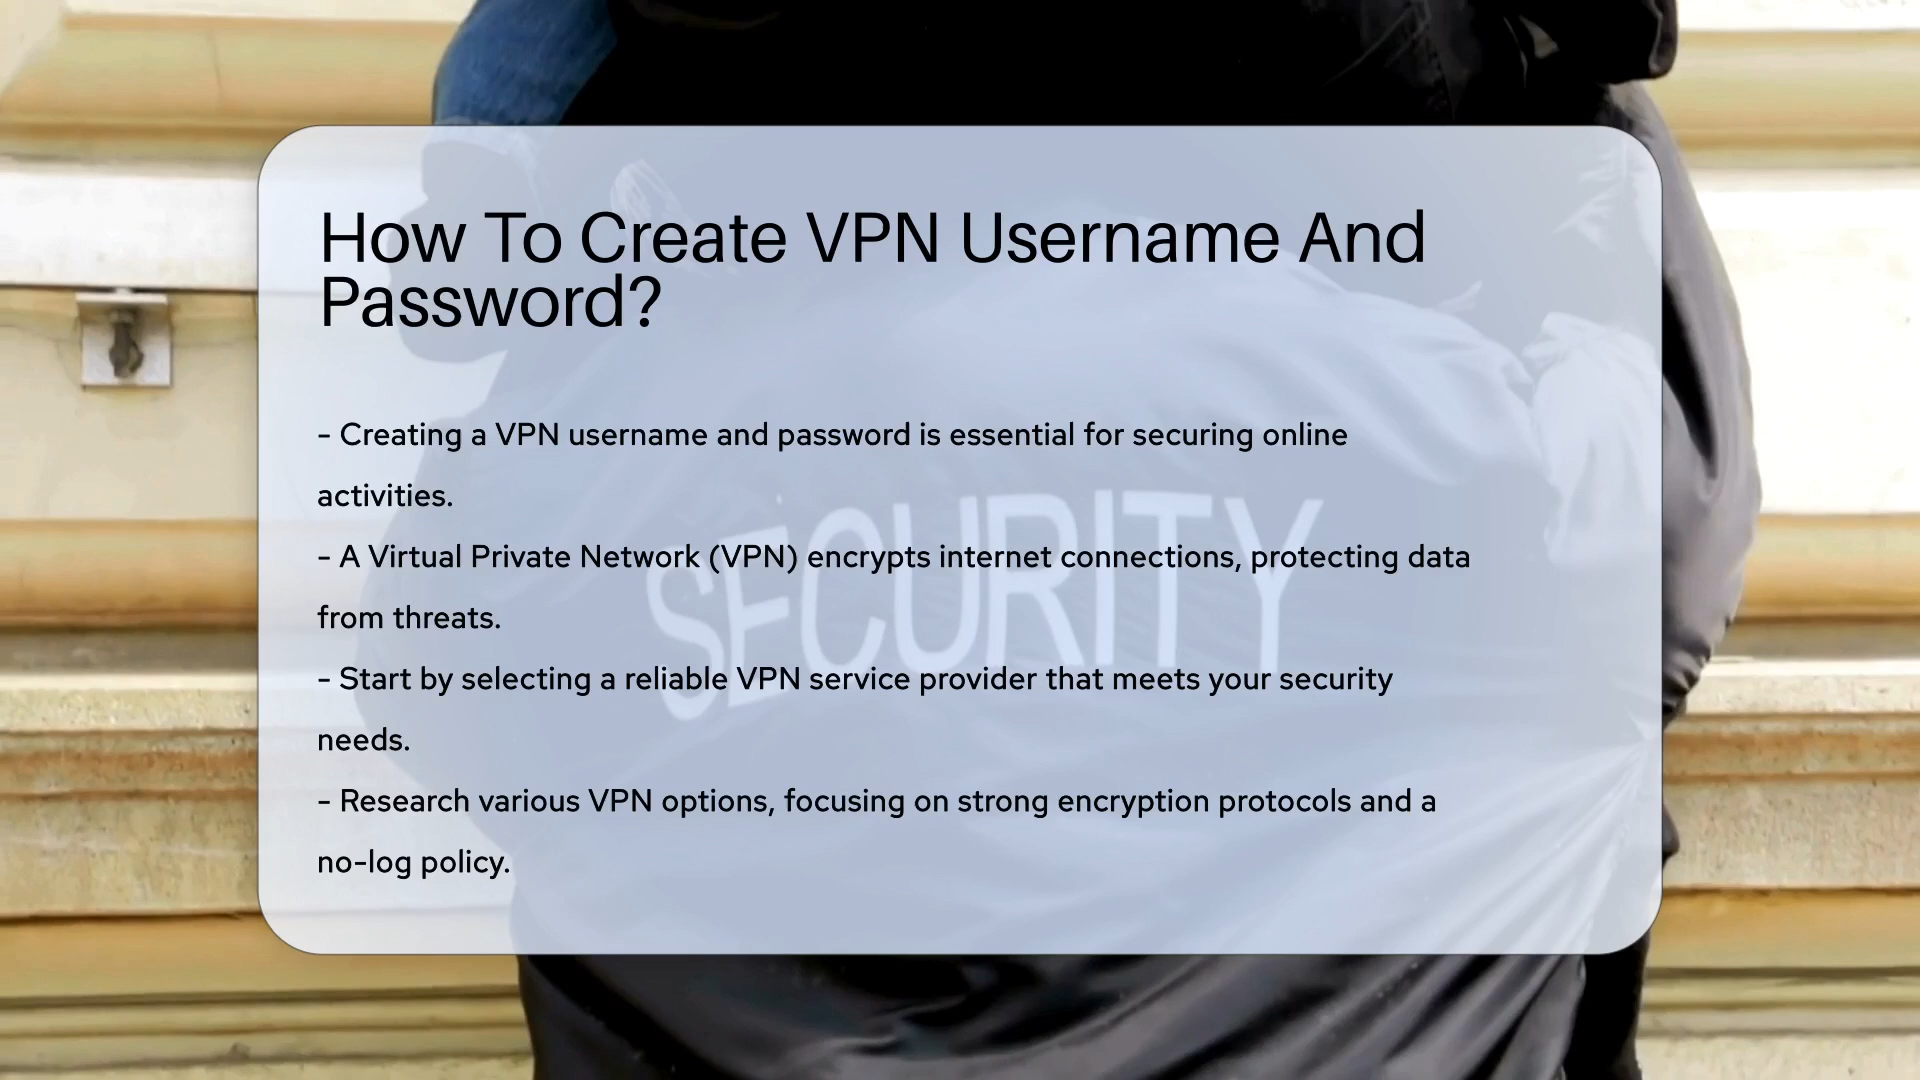 How To Create VPN Username And
Password?
- Creating a VPN username and password is essential for securing online
activities.
- A Virtual Private Network (VPN) encrypts internet connections, protecting data
from threats.
- Start by selecting a reliable VPN service provider that meets your security
needs.
- Research various VPN options, focusing on strong encryption protocols and a
no-log policy.
SECURITY